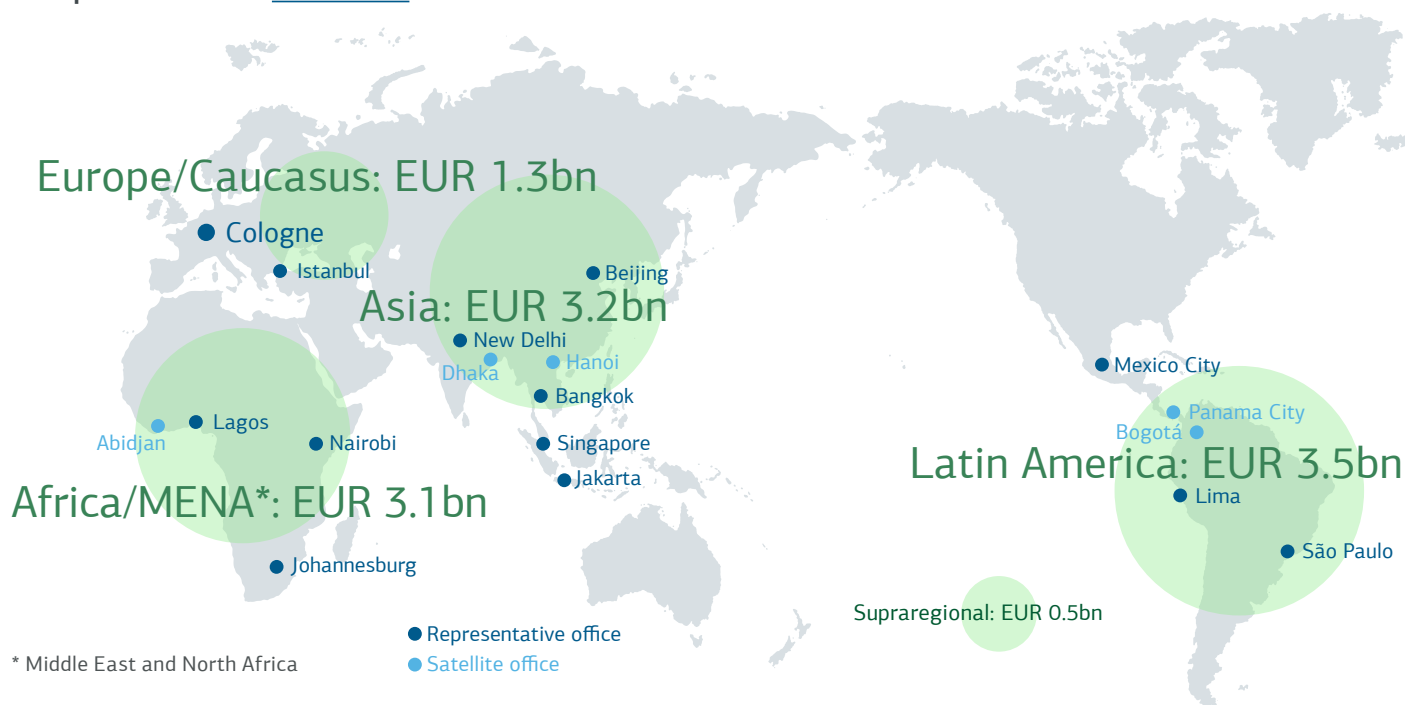 Europe/Caucasus: EUR 1.3bn
Cologne
Istanbul
Beijing
Asia: EUR 3.2bn
New Delhi
Dhaka
Hanoi
Bangkok
Mexico City
Panama City
Bogotá
Lagos
Abidjan
Nairobi
Singapore
Jakarta
Latin America: EUR 3.5bn
Lima
Africa/MENA*: EUR 3.1bn
São Paulo
Johannesburg
Supraregional: EUR 0.5bn
Representative office
* Middle East and North Africa
Satellite office